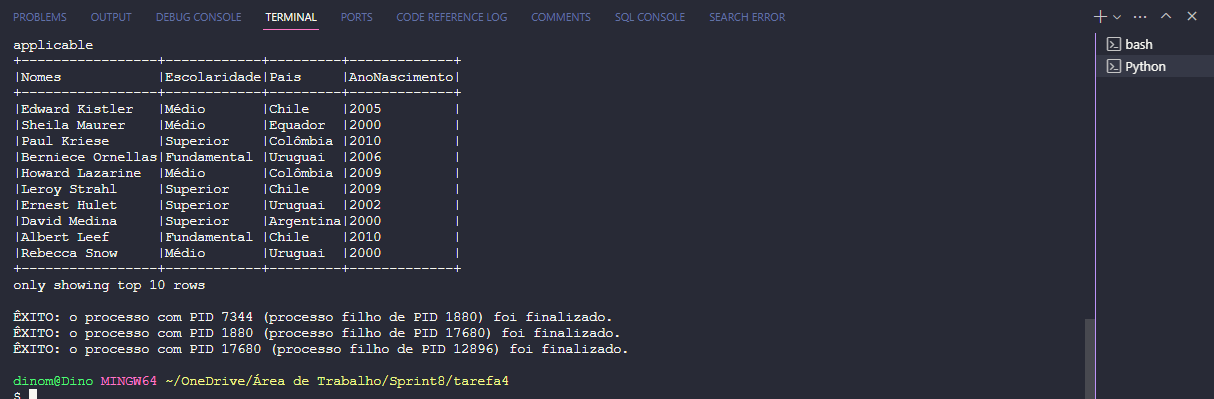 PROBLEMS OUTPUT DEBUG CONSOLE TERMINAL PORTS CODE REFERENCE LOG COMMENTS SQL CONSOLE SEARCH ERROR
applicable
+-----------------+------------+---------+-------------+
|Nomes            |Escolaridade|Pais     |AnoNascimento|
+-----------------+------------+---------+-------------+
|Edward Kistler   |Médio       |Chile    |2005         |
|Sheila Maurer    |Médio       |Equador  |2000         |
|Paul Kriese      |Superior    |Colômbia |2010         |
|Berniece Ornellas|Fundamental |Uruguai  |2006         |
|Howard Lazarine  |Médio       |Colômbia |2009         |
|Leroy Strahl     |Superior    |Chile    |2009         |
|Ernest Hulet     |Superior    |Uruguai  |2002         |
|David Medina     |Superior    |Argentina|2000         |
|Albert Leef      |Fundamental |Chile    |2010         |
|Rebecca Snow     |Médio       |Uruguai  |2000         |
+-----------------+------------+---------+-------------+
only showing top 10 rows
ÊXITO: o processo com PID 7344 (processo filho de PID 1880) foi finalizado.
ÊXITO: o processo com PID 1880 (processo filho de PID 17680) foi finalizado.
ÊXITO: o processo com PID 17680 (processo filho de PID 12896) foi finalizado.
dinom@Dino MINGW64 ~/OneDrive/Área de Trabalho/Sprint8/tarefa4
$
bash
Python